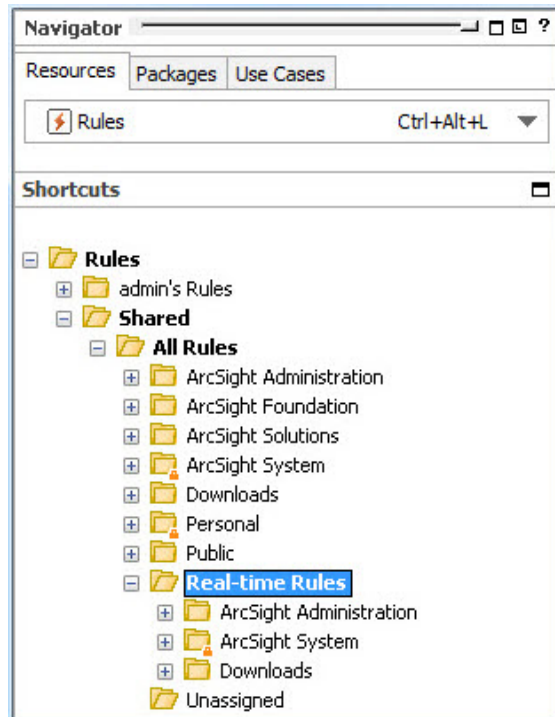 Navigator ?
Resources Packages Use Cases
Rules Ctrl+Alt+L
Shortcuts
Rules
admin's Rules
Shared
All Rules
ArcSight Administration
ArcSight Foundation
ArcSight Solutions
ArcSight System
Downloads
Personal
Public
Real-time Rules
ArcSight Administration
ArcSight System
Downloads
Unassigned